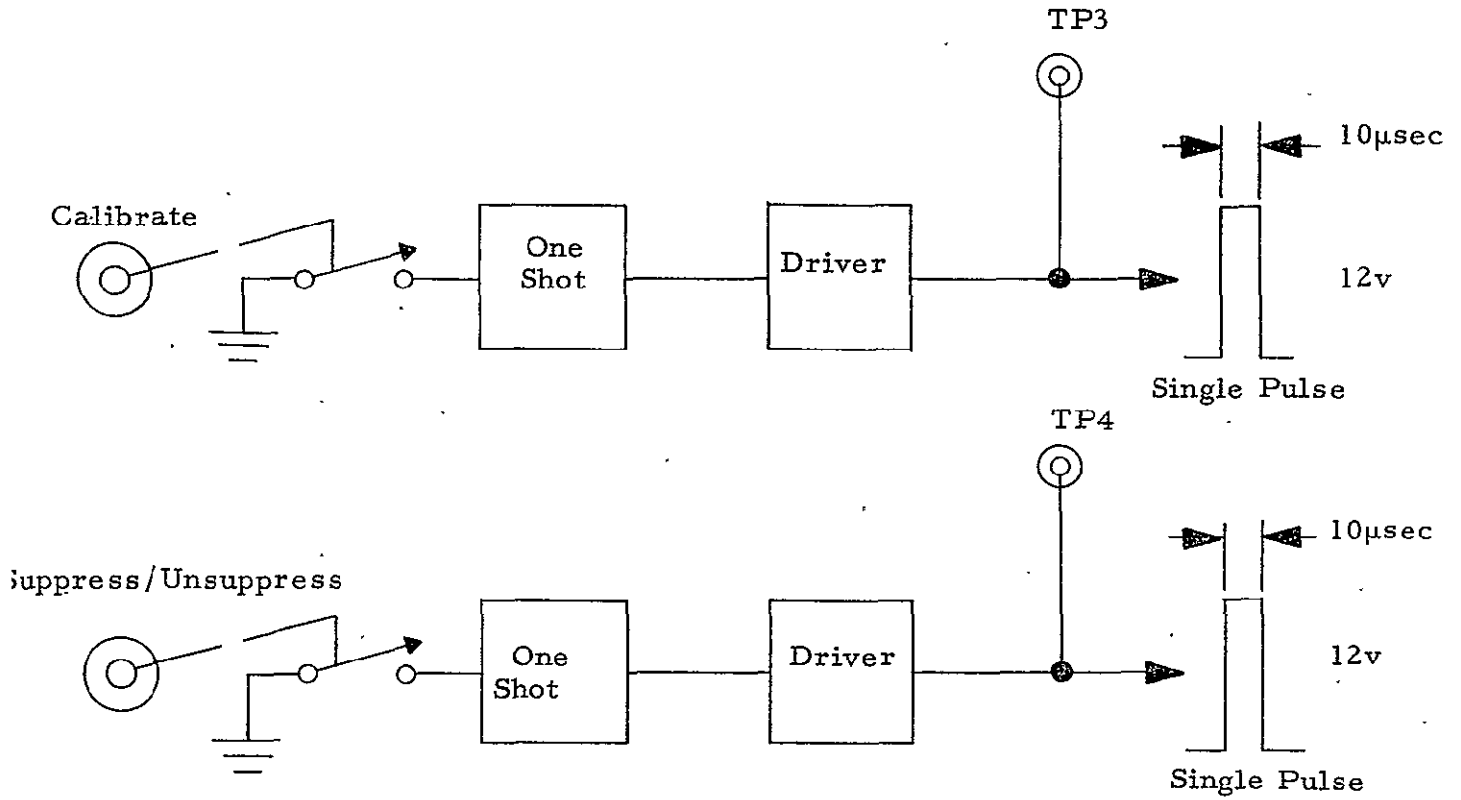 TP3
10μsec
Calibrate
One
Shot
Driver
12v
Single Pulse
TP4
10μsec
uppress/Unsuppress
One
Shot
Driver
12v
Single Pulse